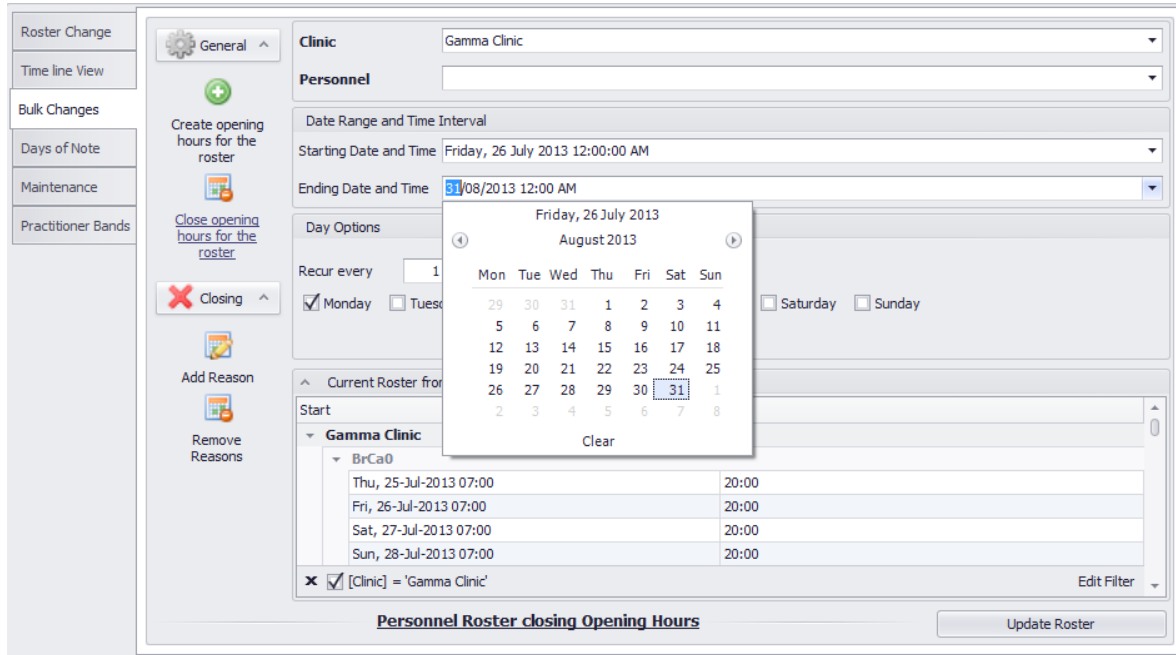 Roster Change
Time line View
Bulk Changes
Days of Note
Maintenance
Practitioner Bands
General
Create opening
hours for the
roster
Close opening
hours for the
roster
Closing
Add Reason
Remove
Reasons
Clinic Gamma Clinic
Personnel
Date Range and Time Interval
Starting Date and Time Friday, 26 July 2013 12:00:00 AM
Ending Date and Time 31/08/2013 12:00 AM
Friday, 26 July 2013
August 2013
Mon Tue Wed Thu Fri Sat Sun
29 30 31 1 2 3 4
5 6 7 8 9 10 11
12 13 14 15 16 17 18
19 20 21 22 23 24 25
26 27 28 29 30 31 1
2 3 4 5 6 7 8
Clear
Day Options
Recur every 1
Monday Saturday Sunday
Current Roster
Start
Gamma Clinic
BrCa0
Thu, 25-Jul-2013 07:00 20:00
Fri, 26-Jul-2013 07:00 20:00
Sat, 27-Jul-2013 07:00 20:00
Sun, 28-Jul-2013 07:00 20:00
[Clinic] = 'Gamma Clinic' Edit Filter
Personnel Roster closing Opening Hours
Update Roster